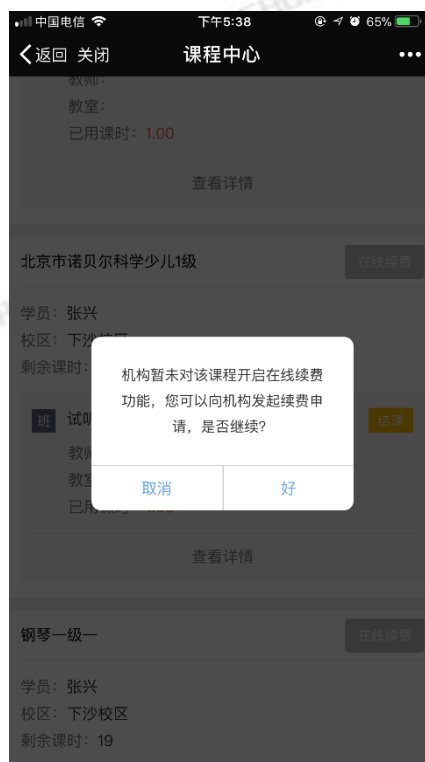 中国电信 下午5:38 65%
返回 关闭 课程中心
教师：
教室：
已用课时：1.00
查看详情
北京市诺贝尔科学少儿1级 在线续费
学员：张兴
校区：下沙校区
剩余课时：
机构暂未对该课程开启在线续费
功能，您可以向机构发起续费申
请，是否继续?
取消 好
班 试听 结课
教师
教室
已用
查看详情
钢琴一级一 在线续费
学员：张兴
校区：下沙校区
剩余课时：19